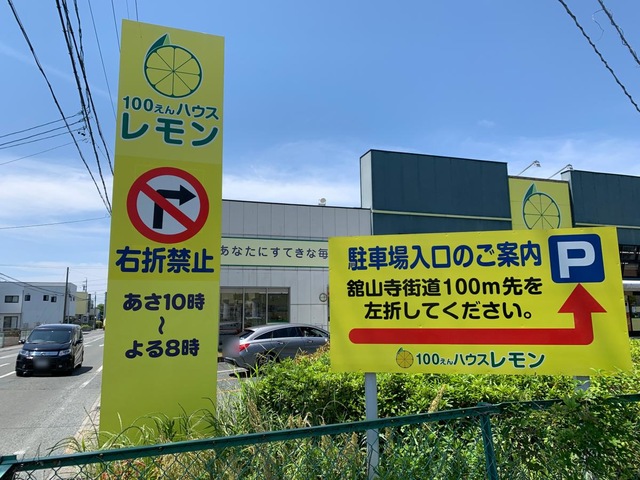 100えんハウス
レモン
右折禁止
あさ10時
〜
よる8時
あなたにすてきな毎
駐車場入口のご案内
P
舘山寺街道100m先を
左折してください。
100えんハウスレモン